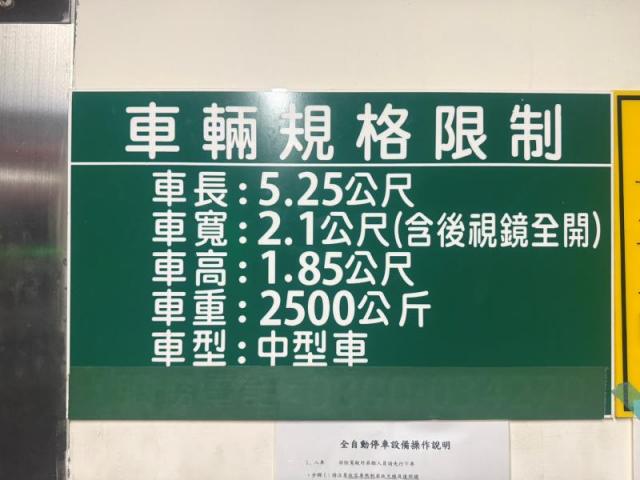 車輛規格限制
車長:5.25公尺
車寬:2.1公尺(含後視鏡全開)
車高:1.85公尺
車重:2500公斤
車型:中型車
全自動停車設備操作說明